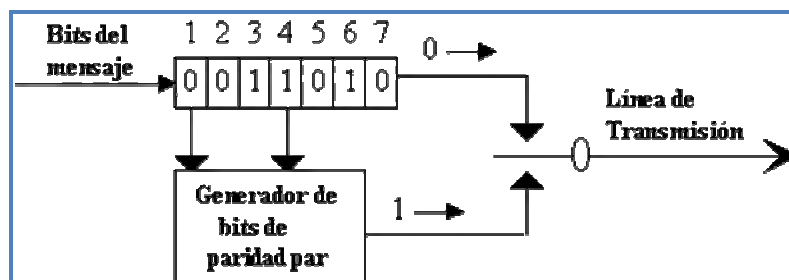 Bits del
mensaje
1 2 3 4 5 6 7
0 0 1 1 0 1 0
0
Línea de
Transmisión
Generador de
bits de
paridad par
1